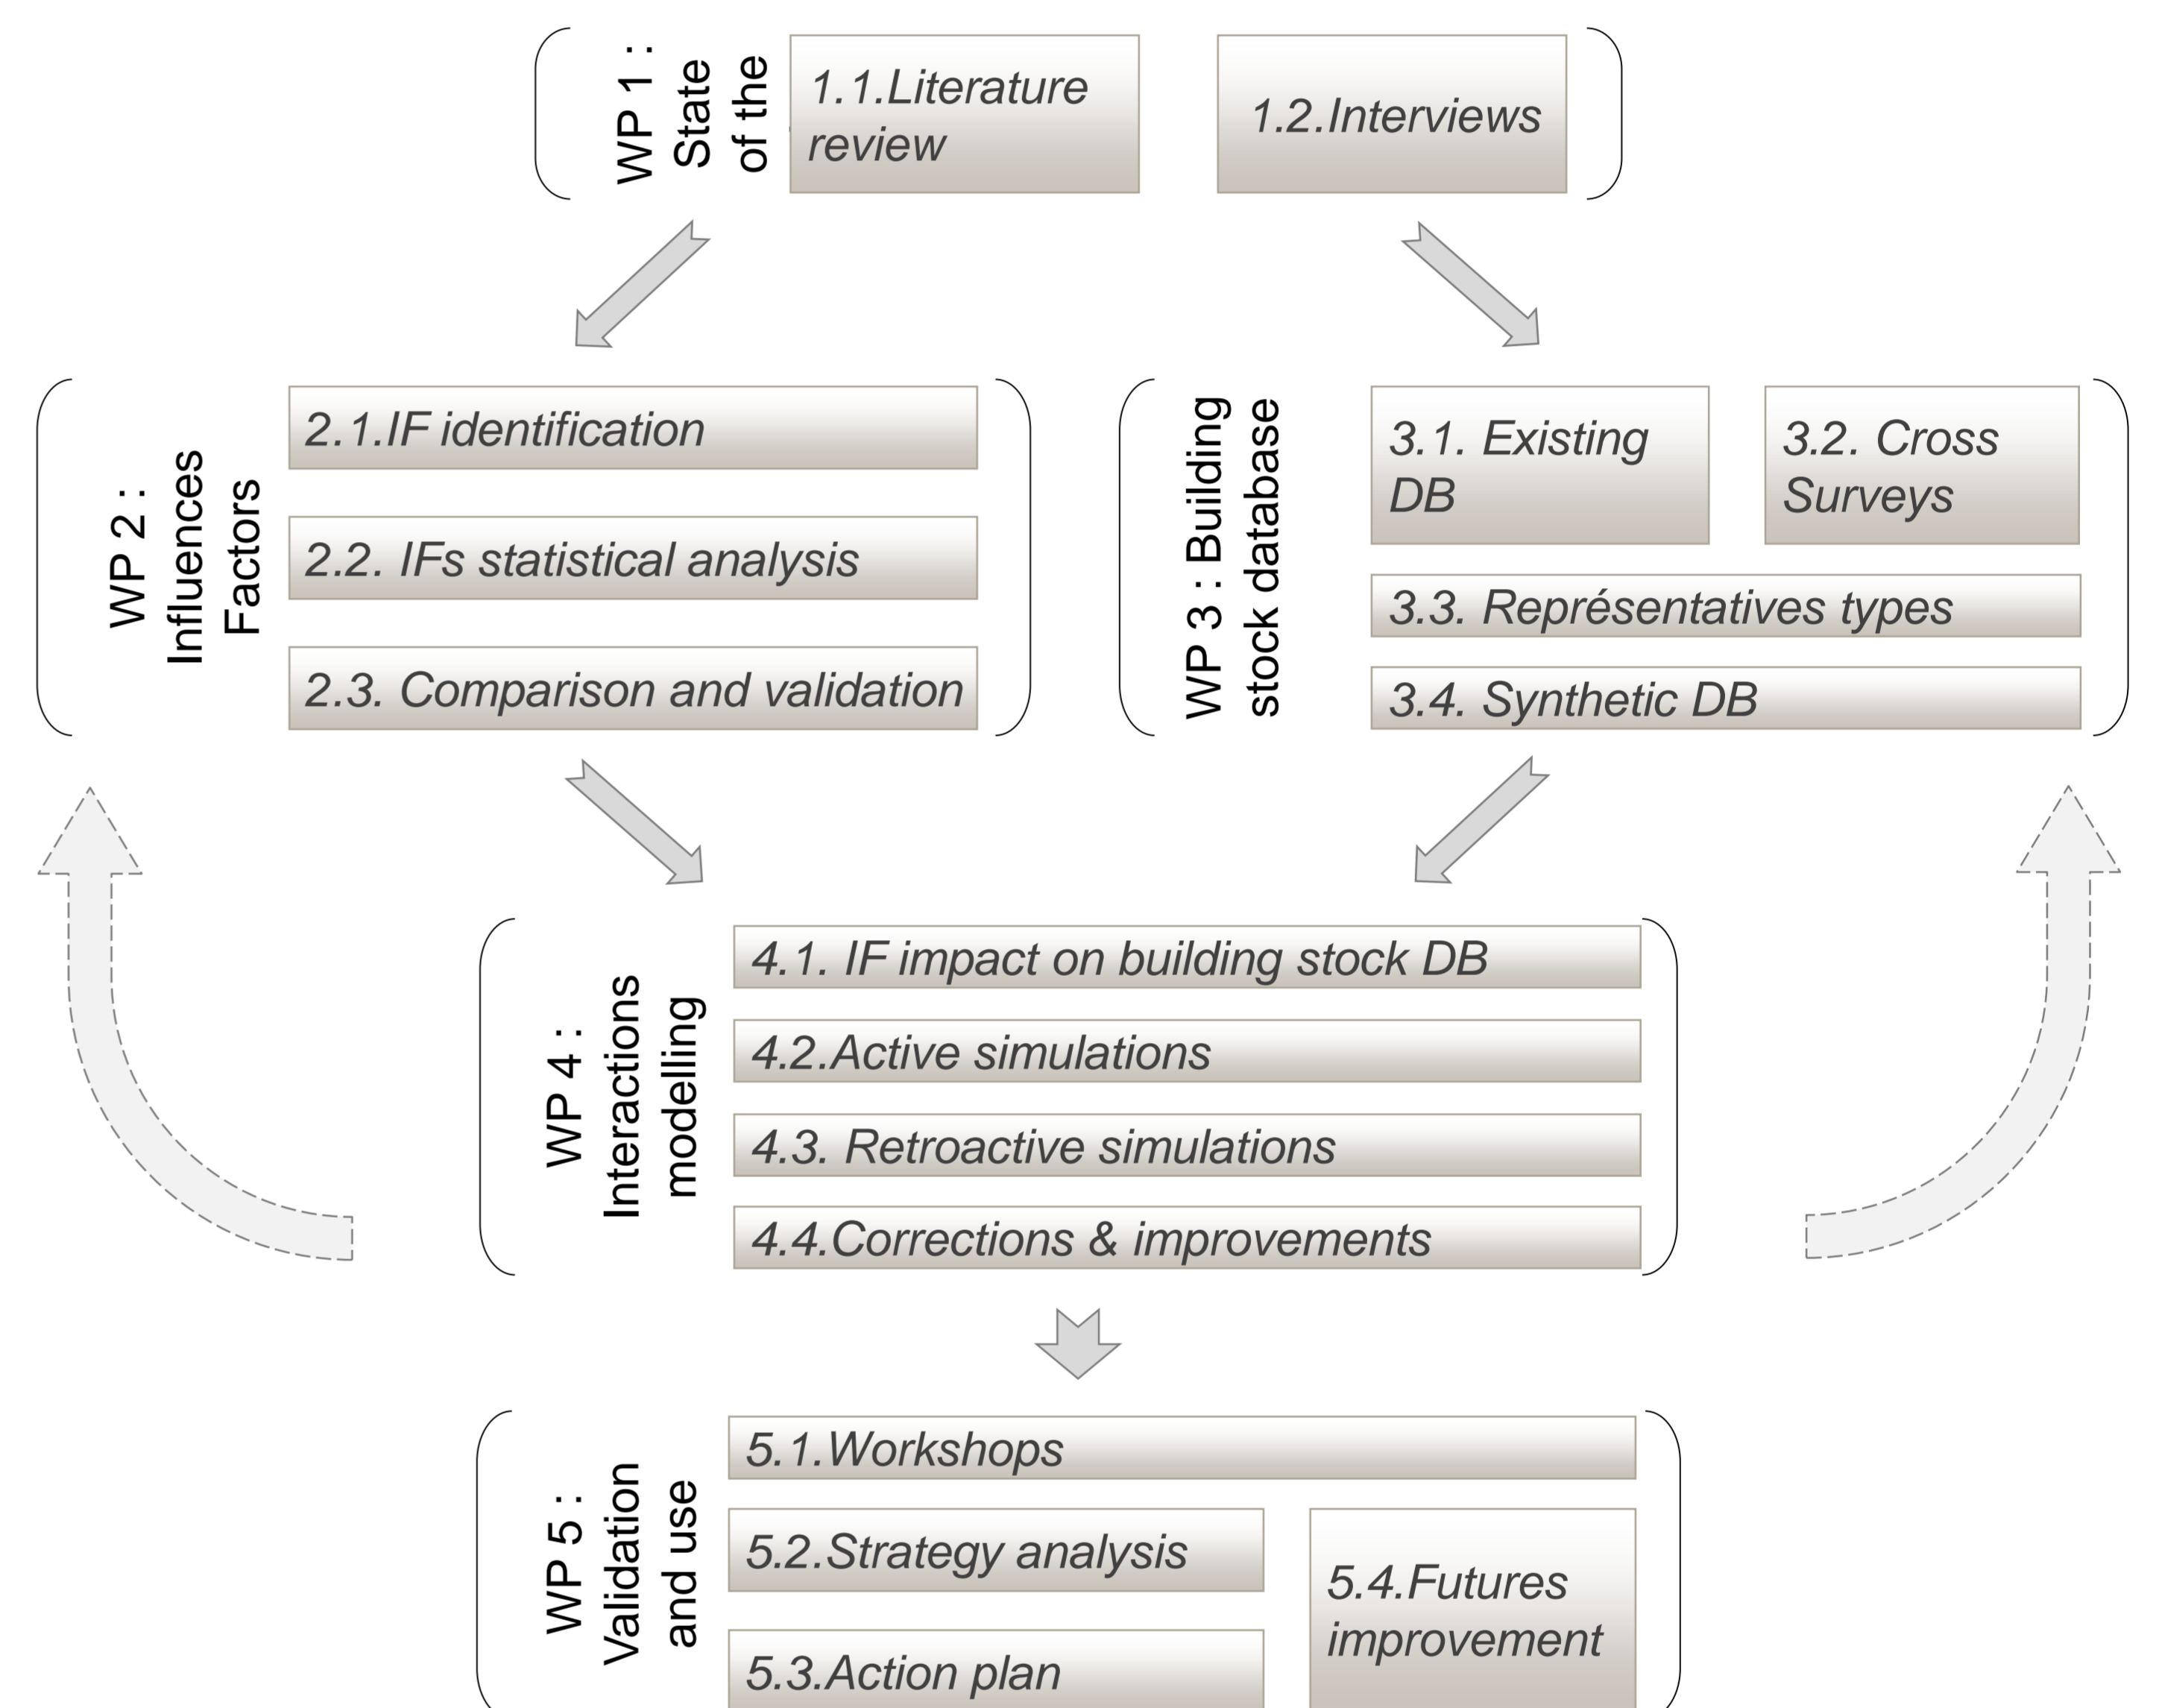 WP 1 :
State
of the
1.1.Literature
review
1.2.Interviews
WP 2 :
Influences
Factors
2.1.IF identification
2.2. IFs statistical analysis
2.3. Comparison and validation
WP 3 : Building
stock database
3.1. Existing
DB
3.2. Cross
Surveys
3.3. Représentatives types
3.4. Synthetic DB
WP 4 :
Interactions
modelling
4.1. IF impact on building stock DB
4.2.Active simulations
4.3. Retroactive simulations
4.4.Corrections & improvements
WP 5 :
Validation
and use
5.1.Workshops
5.2.Strategy analysis
5.3.Action plan
5.4.Futures
improvement